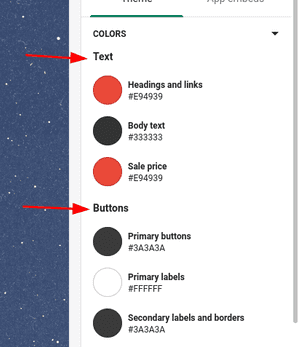 Theme App embeds
COLORS
Text
Headings and links
#E94939
Body text
#333333
Sale price
#E94939
Buttons
Primary buttons
#3A3A3A
Primary labels
#FFFFFF
Secondary labels and borders
#3A3A3A